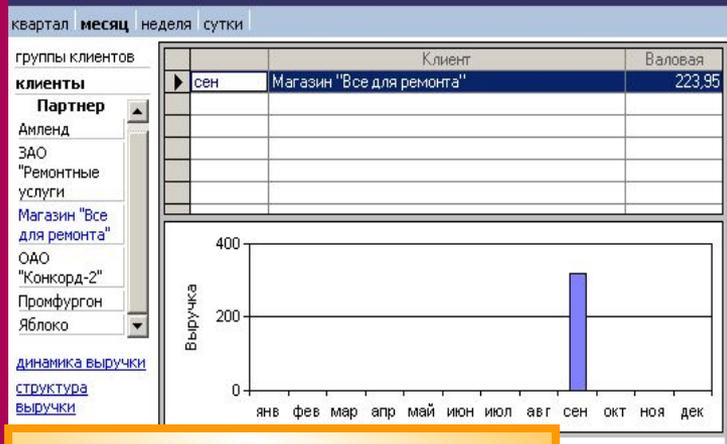 квартал месяц неделя сутки
группы клиентов
клиенты
Партнер
Амленд
ЗАО
"Ремонтные
услуги
Магазин "Все
для ремонта"
ОАО
"Конкорд-2"
Промфургон
Яблоко
динамика выручки
структура
выручки
Клиент Валовая
сен Магазин "Все для ремонта" 223,95
Выручка
400
200
0
янв фев мар апр май июн июл авг сен окт ноя дек